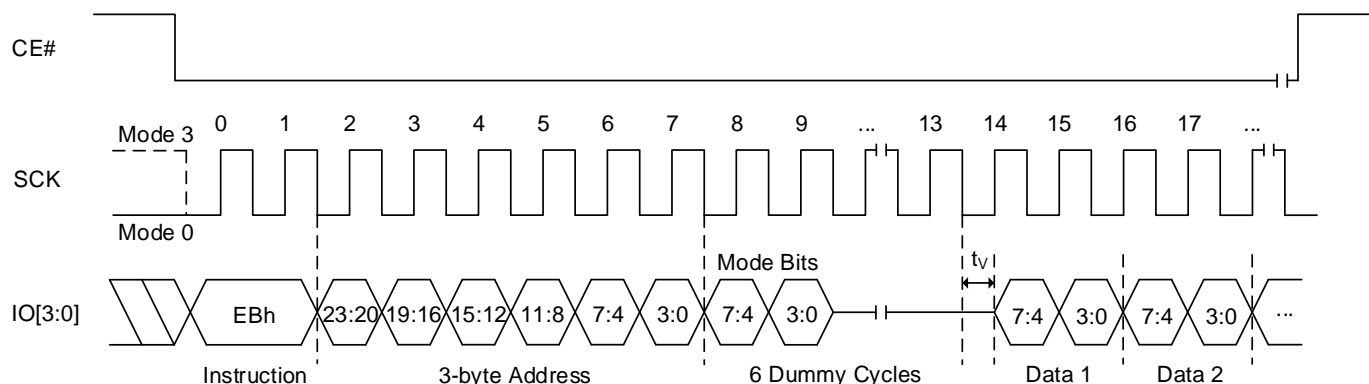 CE#
0 1 2 3 4 5 6 7 8 9 ... 13 14 15 16 17 ...
Mode 3
SCK
Mode 0
Mode Bits
tV
IO[3:0] EBh 23:20 19:16 15:12 11:8 7:4 3:0 7:4 3:0 7:4 3:0 7:4 3:0 ...
Instruction 3-byte Address 6 Dummy Cycles Data 1 Data 2